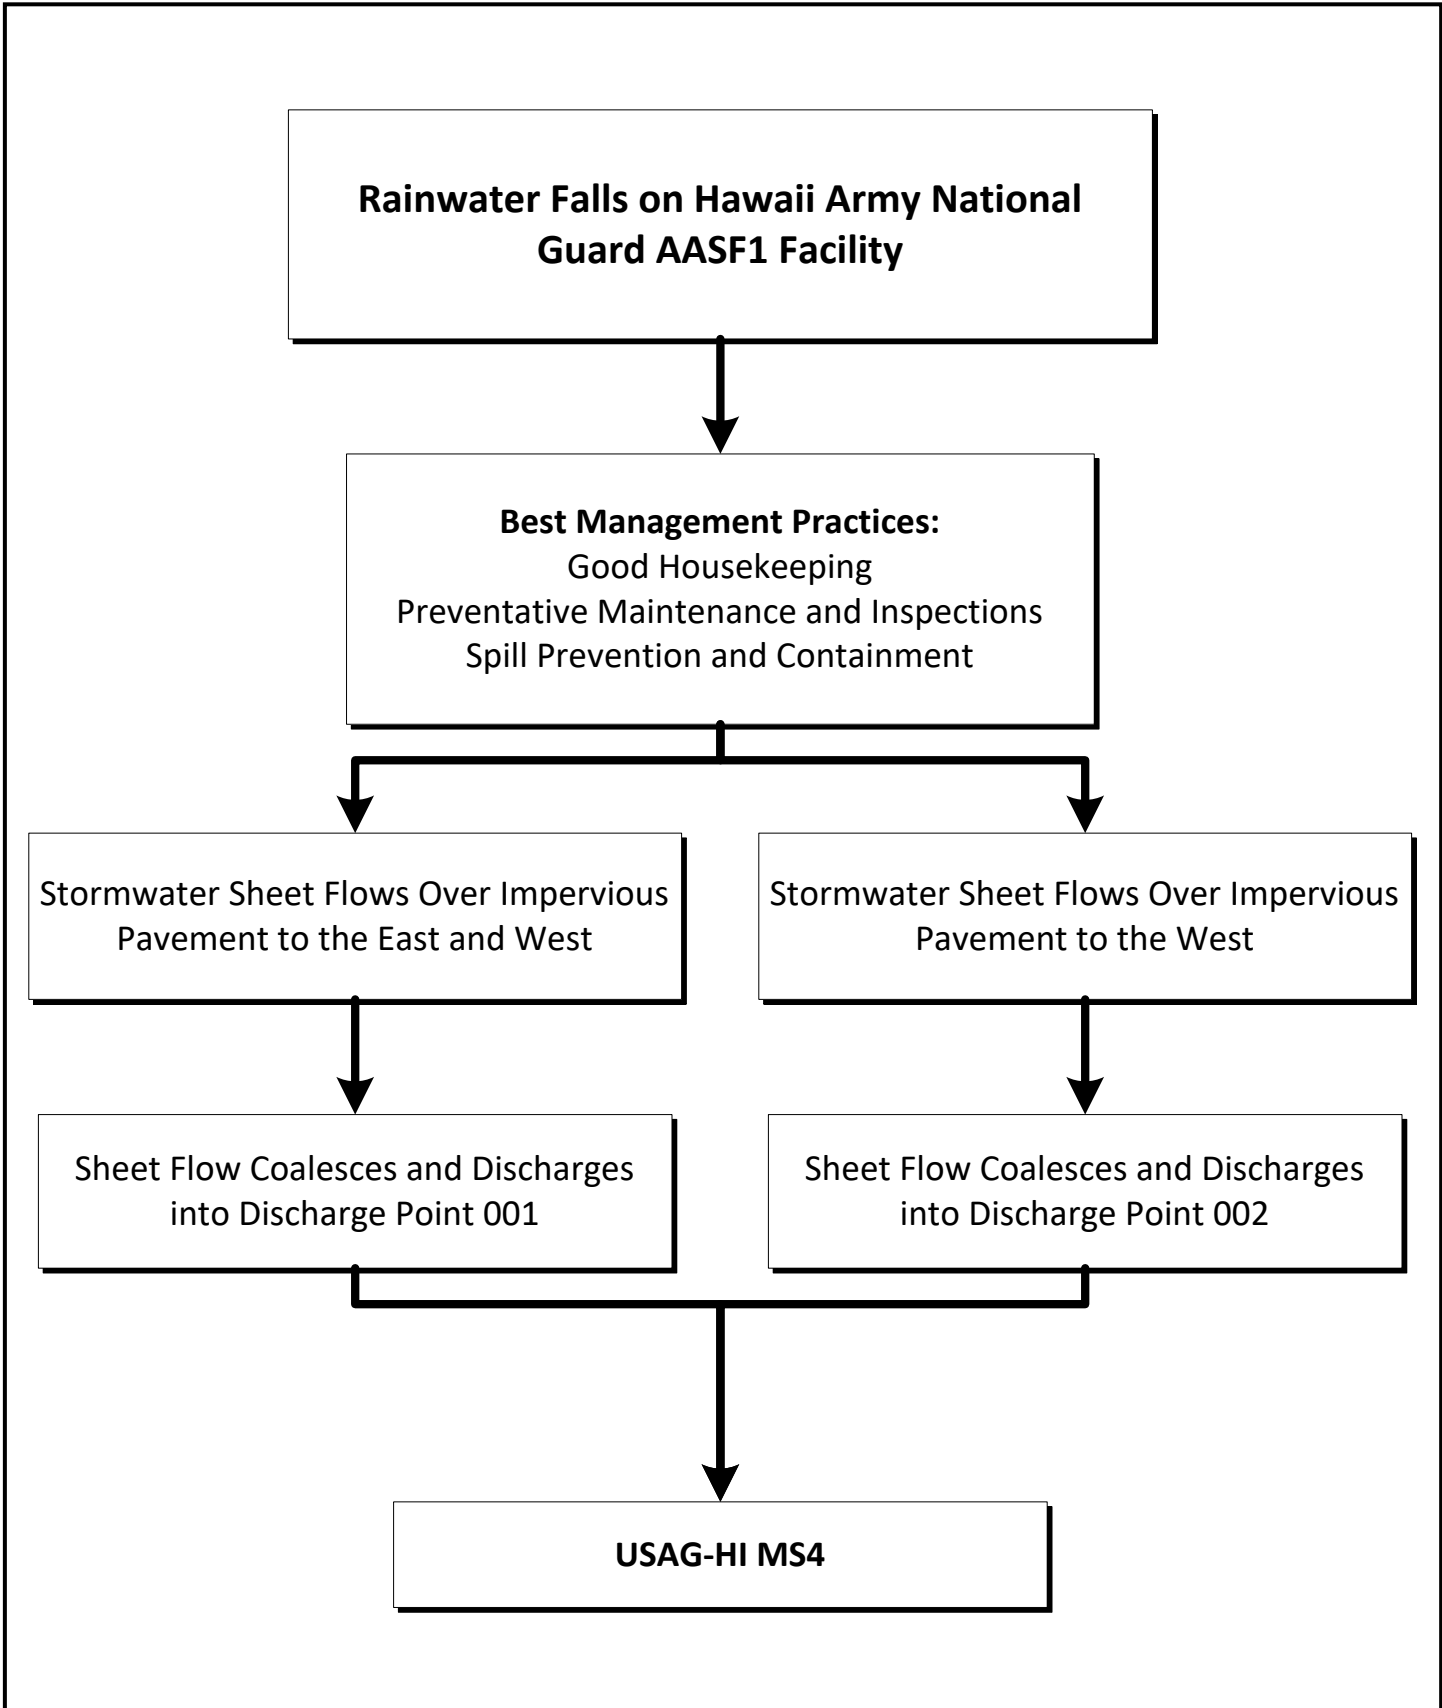 Rainwater Falls on Hawaii Army National
Guard AASF1 Facility
Best Management Practices:
Good Housekeeping
Preventative Maintenance and Inspections
Spill Prevention and Containment
Stormwater Sheet Flows Over Impervious
Pavement to the East and West
Stormwater Sheet Flows Over Impervious
Pavement to the West
Sheet Flow Coalesces and Discharges
into Discharge Point 001
Sheet Flow Coalesces and Discharges
into Discharge Point 002
USAG-HI MS4